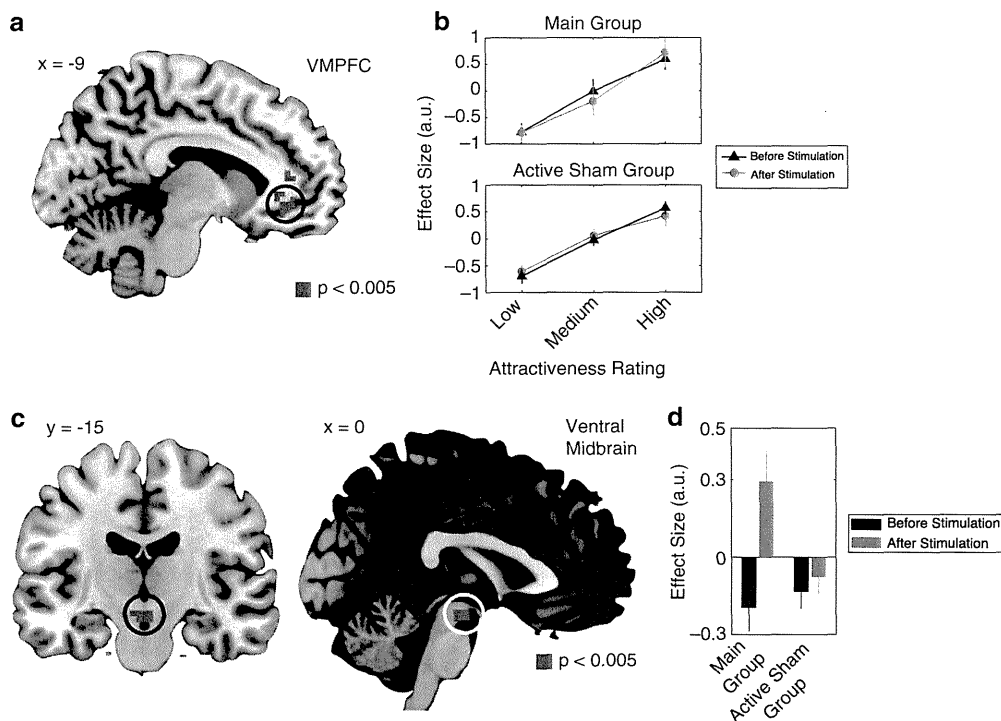 a
x = -9
VMPFC
p < 0.005
b
Main Group
1
0.5
0
−0.5
−1
Active Sham Group
1
0.5
0
−0.5
−1
Effect Size (a.u.)
Low
Medium
High
Attractiveness Rating
Before Stimulation
After Stimulation
c
y = -15
x = 0
Ventral
Midbrain
p < 0.005
d
0.5
0.3
0
−0.3
Effect Size (a.u.)
Main
Group
Active Sham
Group
Before Stimulation
After Stimulation